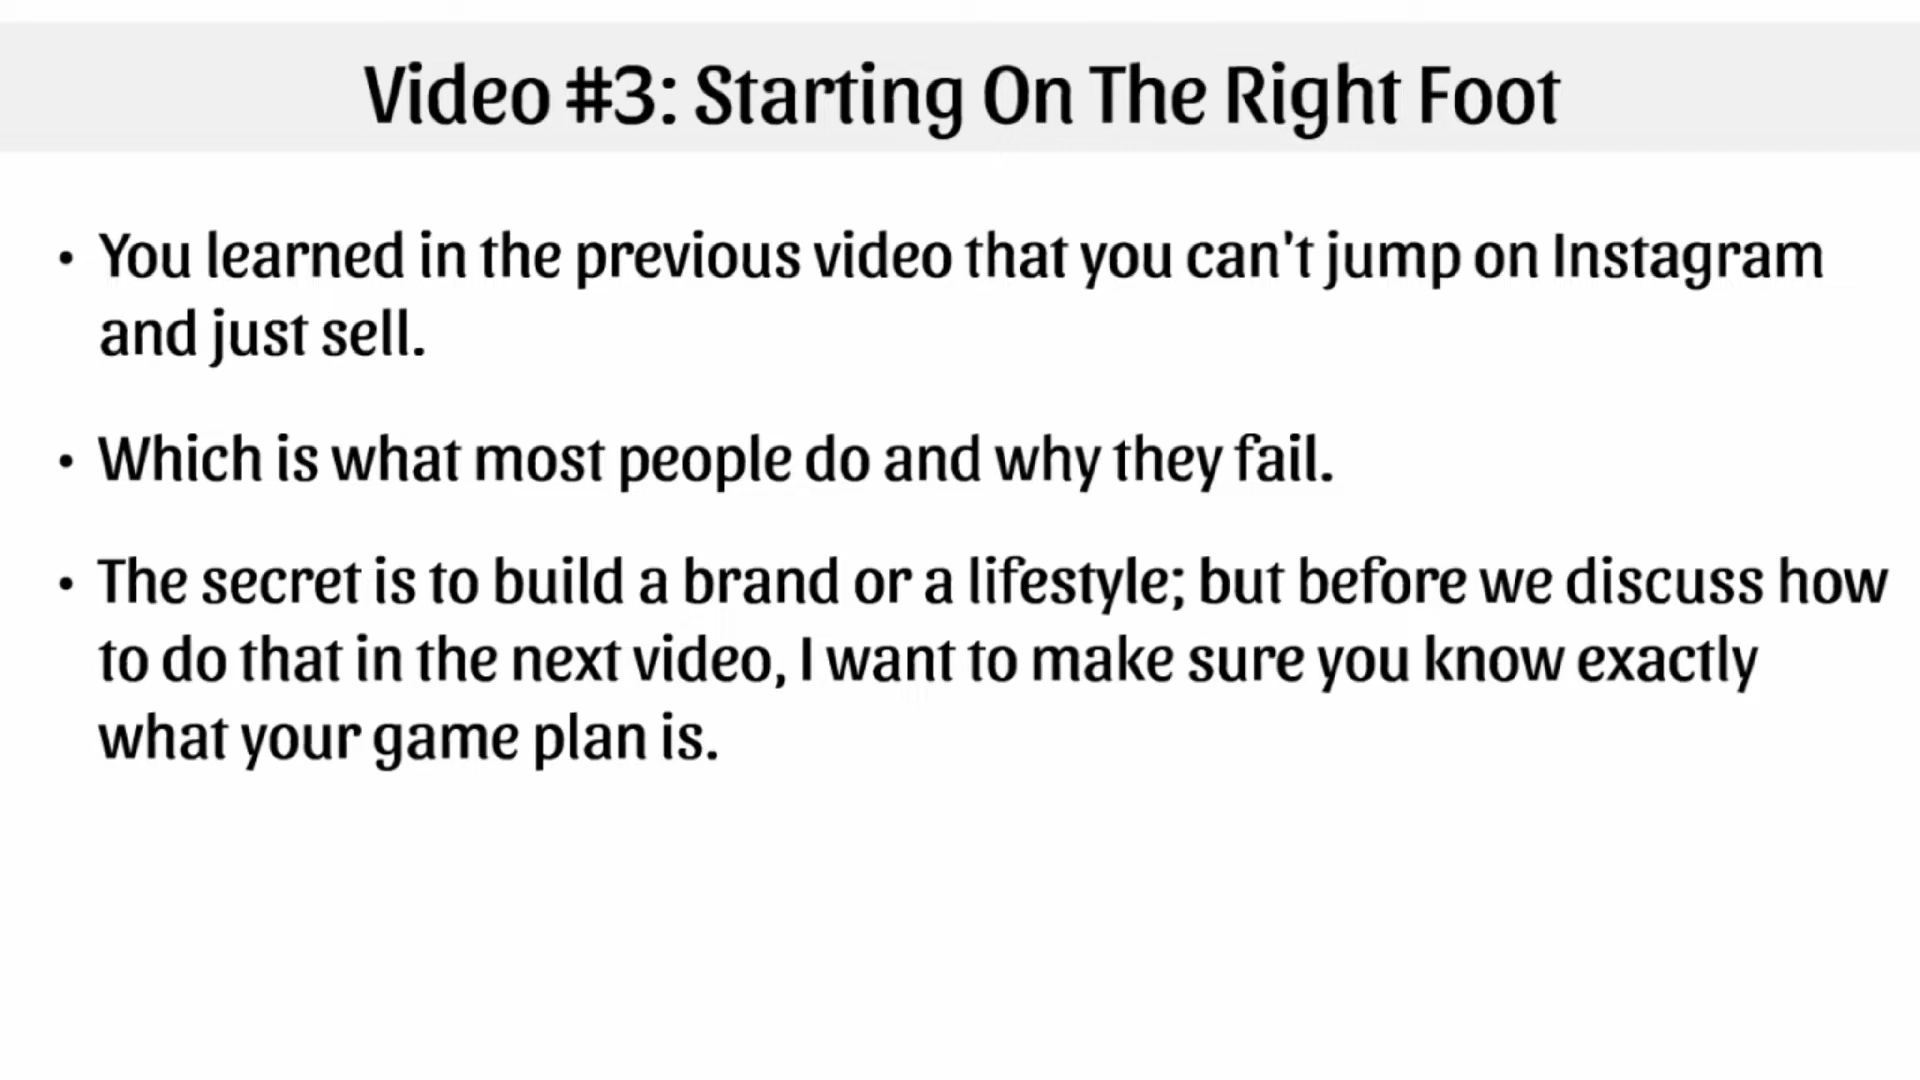 Video #3: Starting On The Right Foot
• You learned in the previous video that you can't jump on Instagram
and just sell.
• Which is what most people do and why they fail.
• The secret is to build a brand or a lifestyle; but before we discuss how
to do that in the next video, I want to make sure you know exactly
what your game plan is.